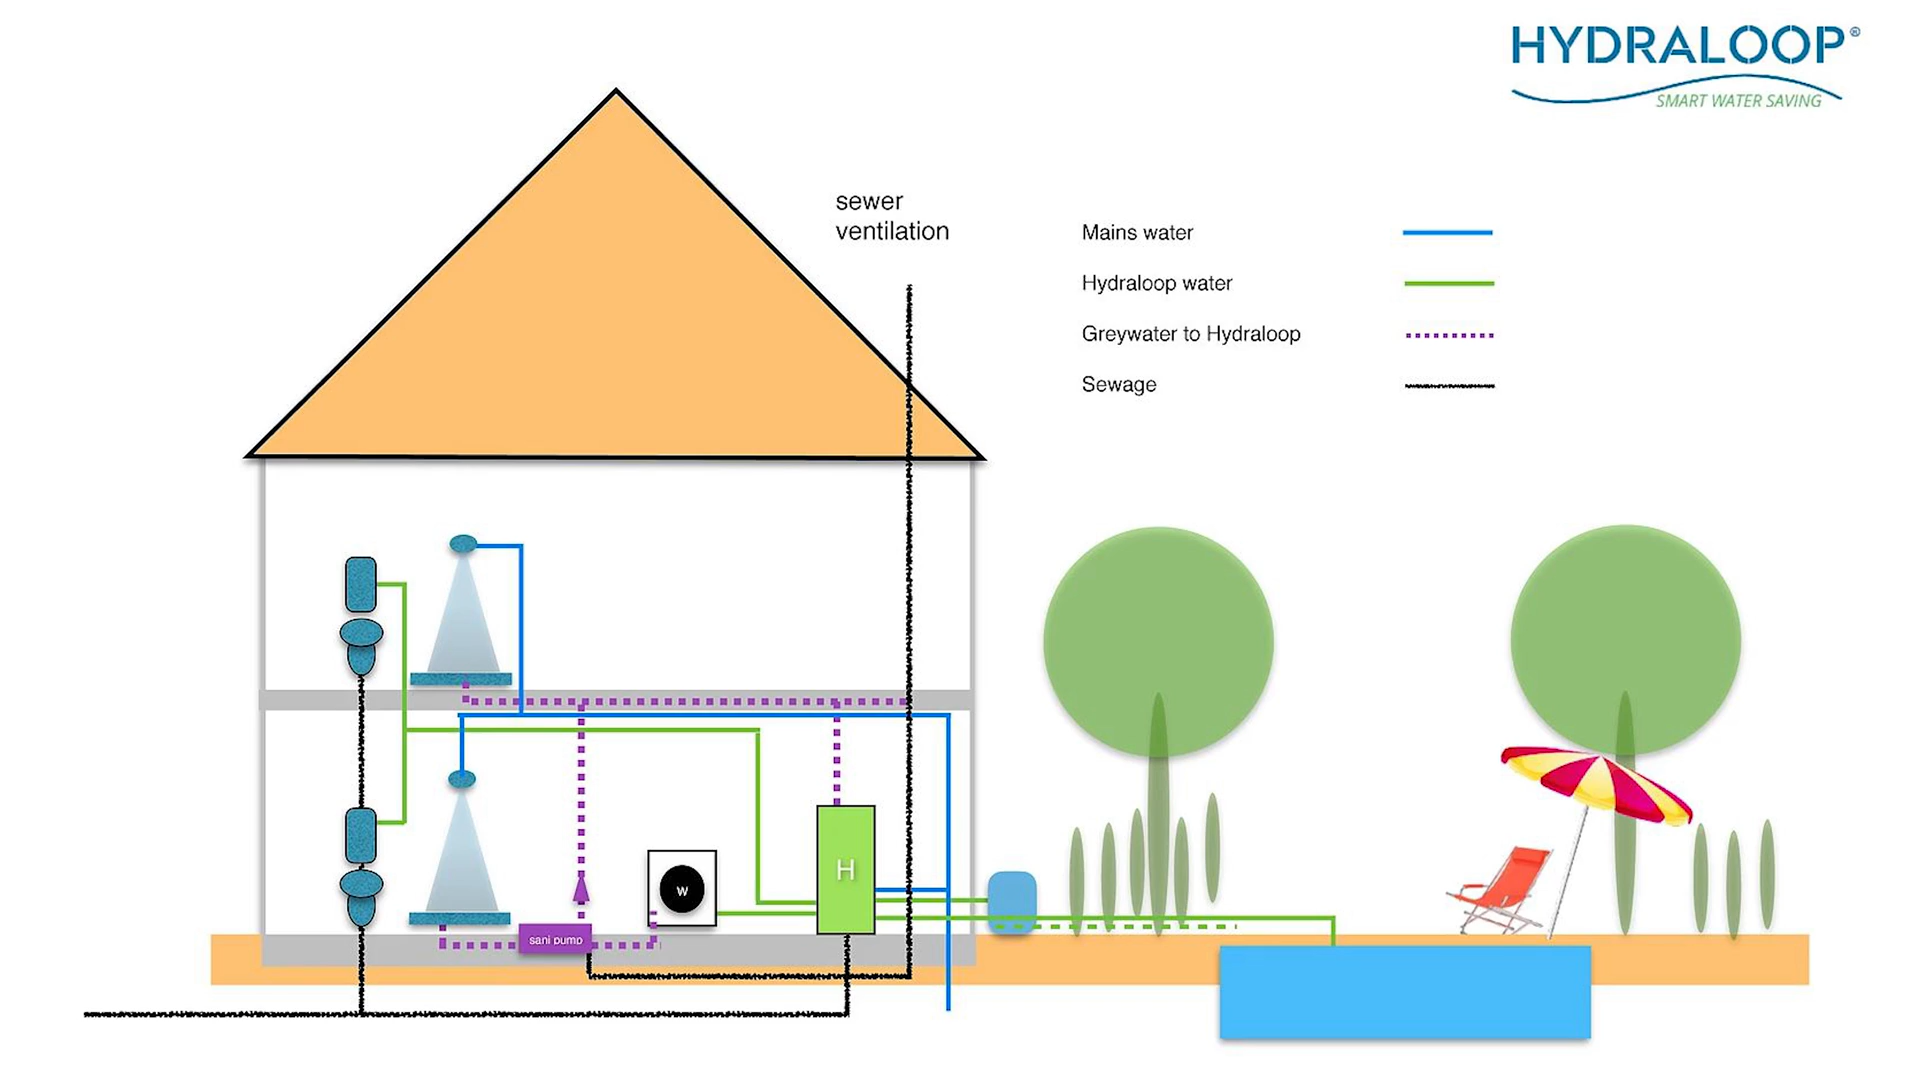 HYDRALOOP®
SMART WATER SAVING
sewer
ventilation
Mains water
Hydraloop water
Greywater to Hydraloop
Sewage
H
w
sani pump